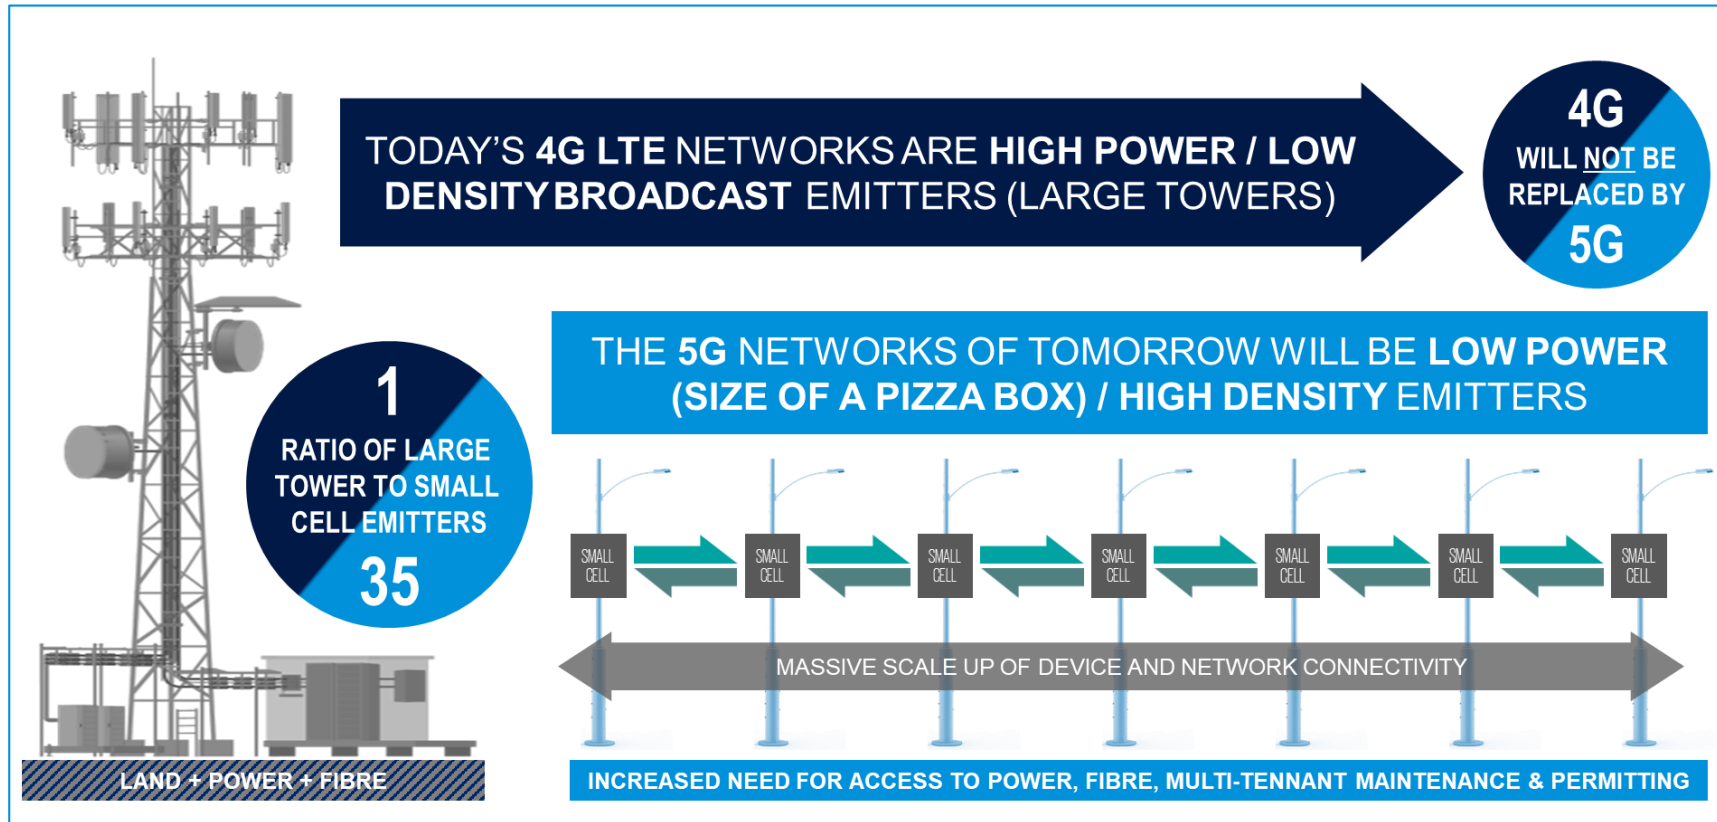 TODAY'S 4G LTE NETWORKS ARE HIGH POWER / LOW
DENSITY BROADCAST EMITTERS (LARGE TOWERS)
4G
WILL NOT BE
REPLACED BY
5G
THE 5G NETWORKS OF TOMORROW WILL BE LOW POWER
(SIZE OF A PIZZA BOX) / HIGH DENSITY EMITTERS
1
RATIO OF LARGE
TOWER TO SMALL
CELL EMITTERS
35
SMALL
CELL
SMALL
CELL
SMALL
CELL
SMALL
CELL
SMALL
CELL
SMALL
CELL
SMALL
CELL
MASSIVE SCALE UP OF DEVICE AND NETWORK CONNECTIVITY
LAND + POWER + FIBRE
INCREASED NEED FOR ACCESS TO POWER, FIBRE, MULTI-TENNANT MAINTENANCE & PERMITTING